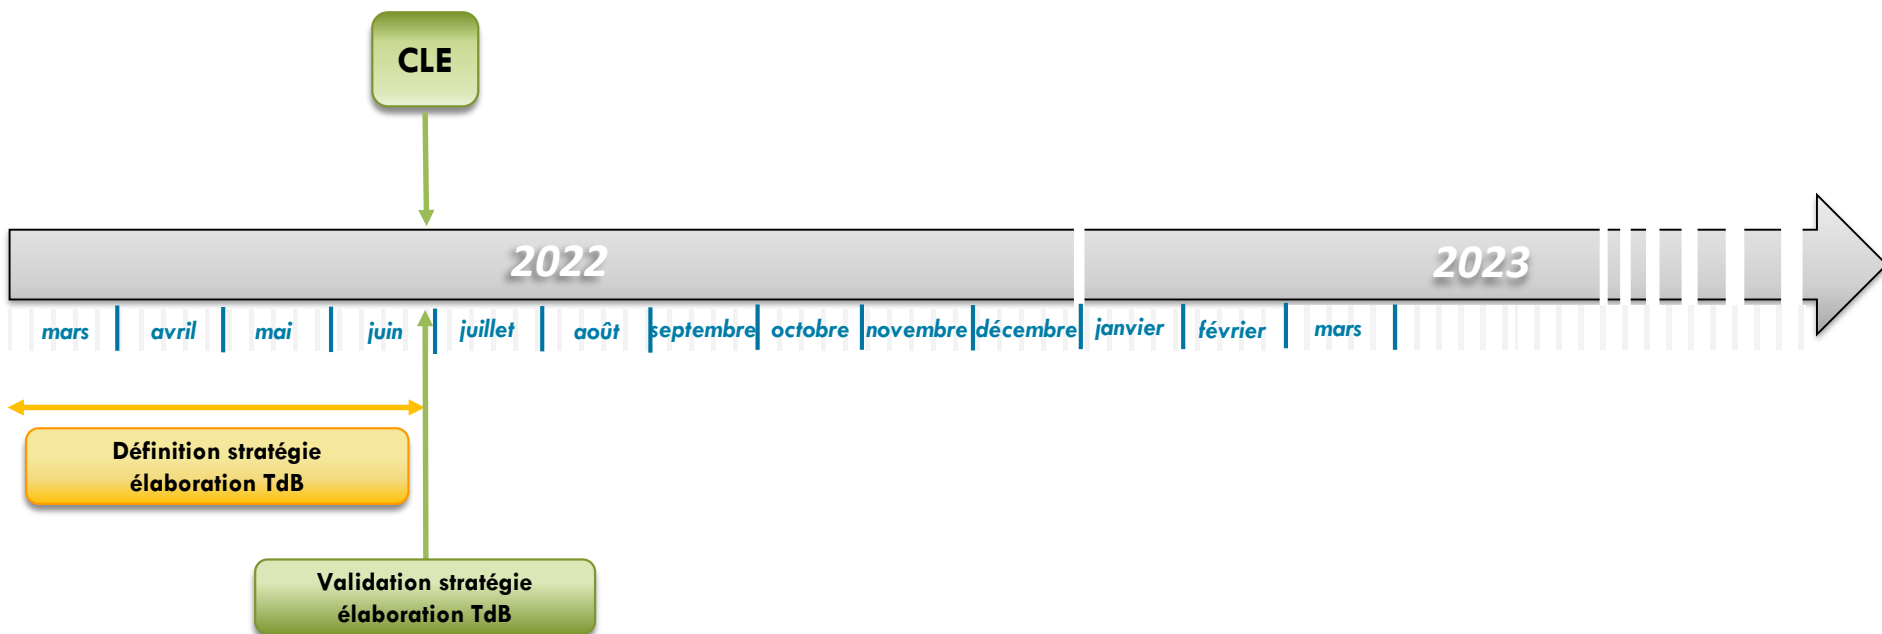 CLE
2022
2023
mars
avril
mai
juin
juillet
août
septembre
octobre
novembre
décembre
janvier
février
mars
Définition stratégie
élaboration TdB
Validation stratégie
élaboration TdB